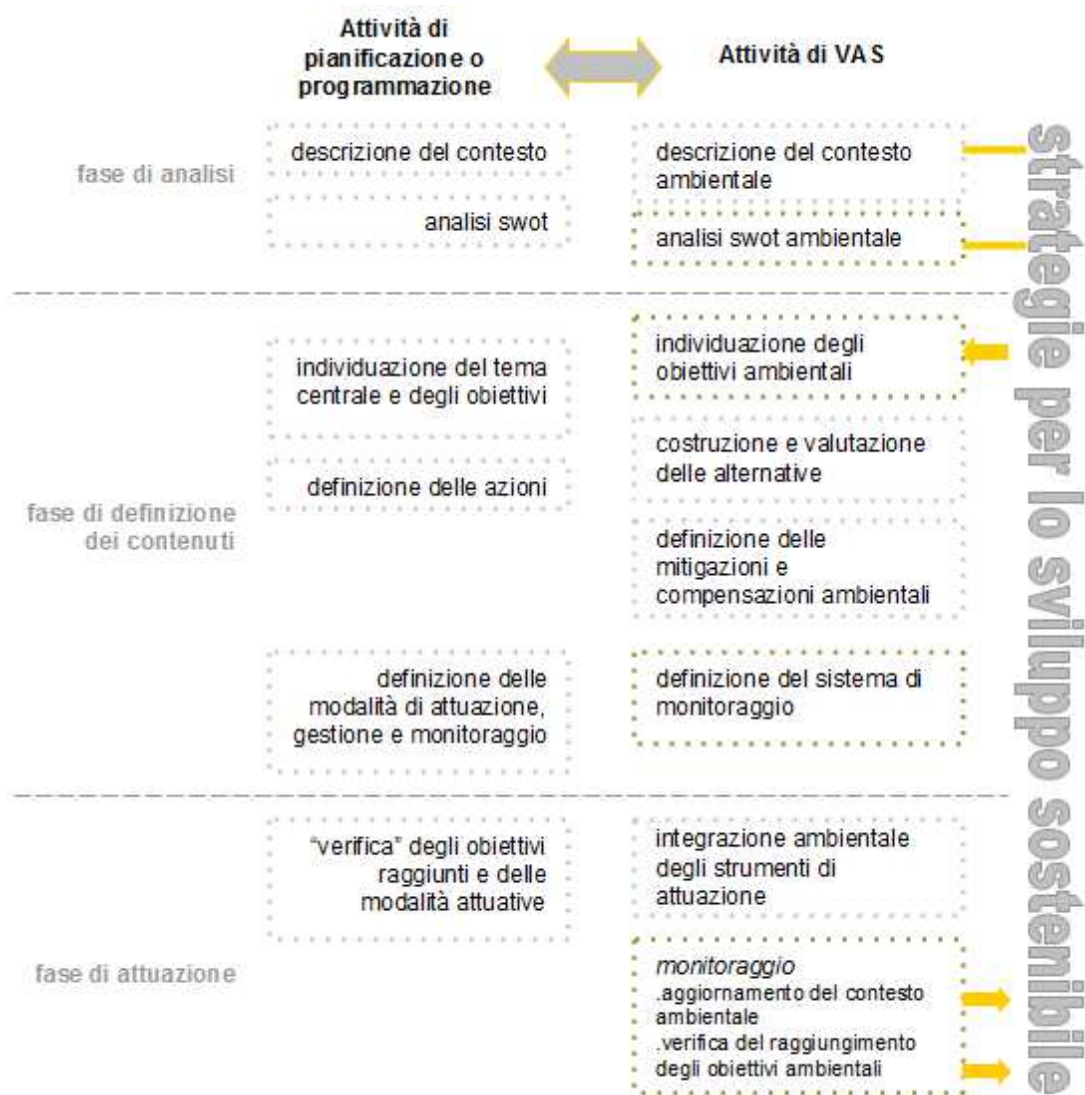 Attività di
pianificazione o
programmazione
Attività di VAS
fase di analisi
descrizione del contesto
analisi swot
descrizione del contesto
ambientale
analisi swot ambientale
fase di definizione
dei contenuti
individuazione del tema
centrale e degli obiettivi
definizione delle azioni
definizione delle
modalità di attuazione,
gestione e monitoraggio
individuazione degli
obiettivi ambientali
costruzione e valutazione
delle alternative
definizione delle
mitigazioni e
compensazioni ambientali
definizione del sistema di
monitoraggio
fase di attuazione
“verifica” degli obiettivi
raggiunti e delle
modalità attuative
integrazione ambientale
degli strumenti di
attuazione
monitoraggio
.aggiornamento del contesto
ambientale
.verifica del raggiungimento
degli obiettivi ambientali
strategie per lo sviluppo sostenibile